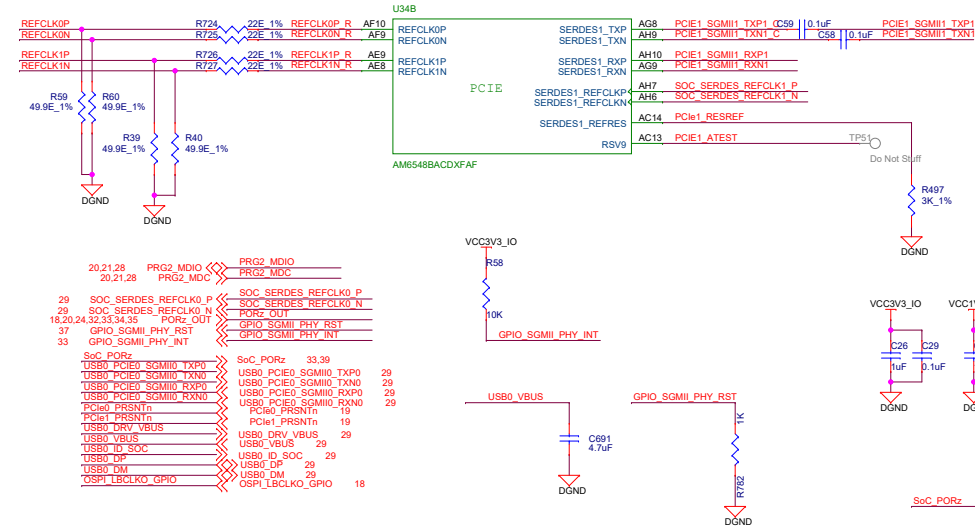 U34B
REFCLK0P R724 22E_1% REFCLK0P_R AF10 REFCLK0P SERDES1_TXP AG8 PCIE1_SGMII1_TXP1_C C59 0.1uF PCIE1_SGMII1_TXP1
REFCLK0N R725 22E_1% REFCLK0N_R AF9 REFCLK0N SERDES1_TXN AH9 PCIE1_SGMII1_TXN1_C C58 0.1uF PCIE1_SGMII1_TXN1
REFCLK1P R726 22E_1% REFCLK1P_R AE9 REFCLK1P SERDES1_RXP AH10 PCIE1_SGMII1_RXP1
REFCLK1N R727 22E_1% REFCLK1N_R AE8 REFCLK1N SERDES1_RXN AG9 PCIE1_SGMII1_RXN1
PCIE
SERDES1_REFCLKP AH7 SOC_SERDES_REFCLK1_P
SERDES1_REFCLKN AH6 SOC_SERDES_REFCLK1_N
SERDES1_REFRES AC14 PCIe1_RESREF
RSV9 AC13 PCIE1_ATEST TP51
Do Not Stuff
AM6548BACDXFAF
R59 R60
49.9E_1% 49.9E_1%
R39 R40
49.9E_1% 49.9E_1%
DGND
DGND
R497
3K_1%
DGND
20,21,28 PRG2_MDIO PRG2_MDIO
20,21,28 PRG2_MDC PRG2_MDC
29 SOC_SERDES_REFCLK0_P SOC_SERDES_REFCLK0_P
29 SOC_SERDES_REFCLK0_N SOC_SERDES_REFCLK0_N
18,20,24,32,33,34,35 PORz_OUT PORz_OUT
37 GPIO_SGMII_PHY_RST GPIO_SGMII_PHY_RST
33 GPIO_SGMII_PHY_INT GPIO_SGMII_PHY_INT
SoC_PORz SoC_PORz 33,39
USB0_PCIE0_SGMII0_TXP0 USB0_PCIE0_SGMII0_TXP0 29
USB0_PCIE0_SGMII0_TXN0 USB0_PCIE0_SGMII0_TXN0 29
USB0_PCIE0_SGMII0_RXP0 USB0_PCIE0_SGMII0_RXP0 29
USB0_PCIE0_SGMII0_RXN0 USB0_PCIE0_SGMII0_RXN0 29
PCIe0_PRSNTn PCIe0_PRSNTn 19
PCIe1_PRSNTn PCIe1_PRSNTn 19
USB0_DRV_VBUS USB0_DRV_VBUS 29
USB0_VBUS USB0_VBUS 29
USB0_ID_SOC USB0_ID_SOC 29
USB0_DP USB0_DP 29
USB0_DM USB0_DM 29
OSPI_LBCLKO_GPIO OSPI_LBCLKO_GPIO 18
VCC3V3_IO
R58
10K
GPIO_SGMII_PHY_INT
USB0_VBUS
C691
4.7uF
DGND
GPIO_SGMII_PHY_RST
1K
R782
DGND
VCC3V3_IO
C26 C29
1uF 0.1uF
DGND
SoC_PORz